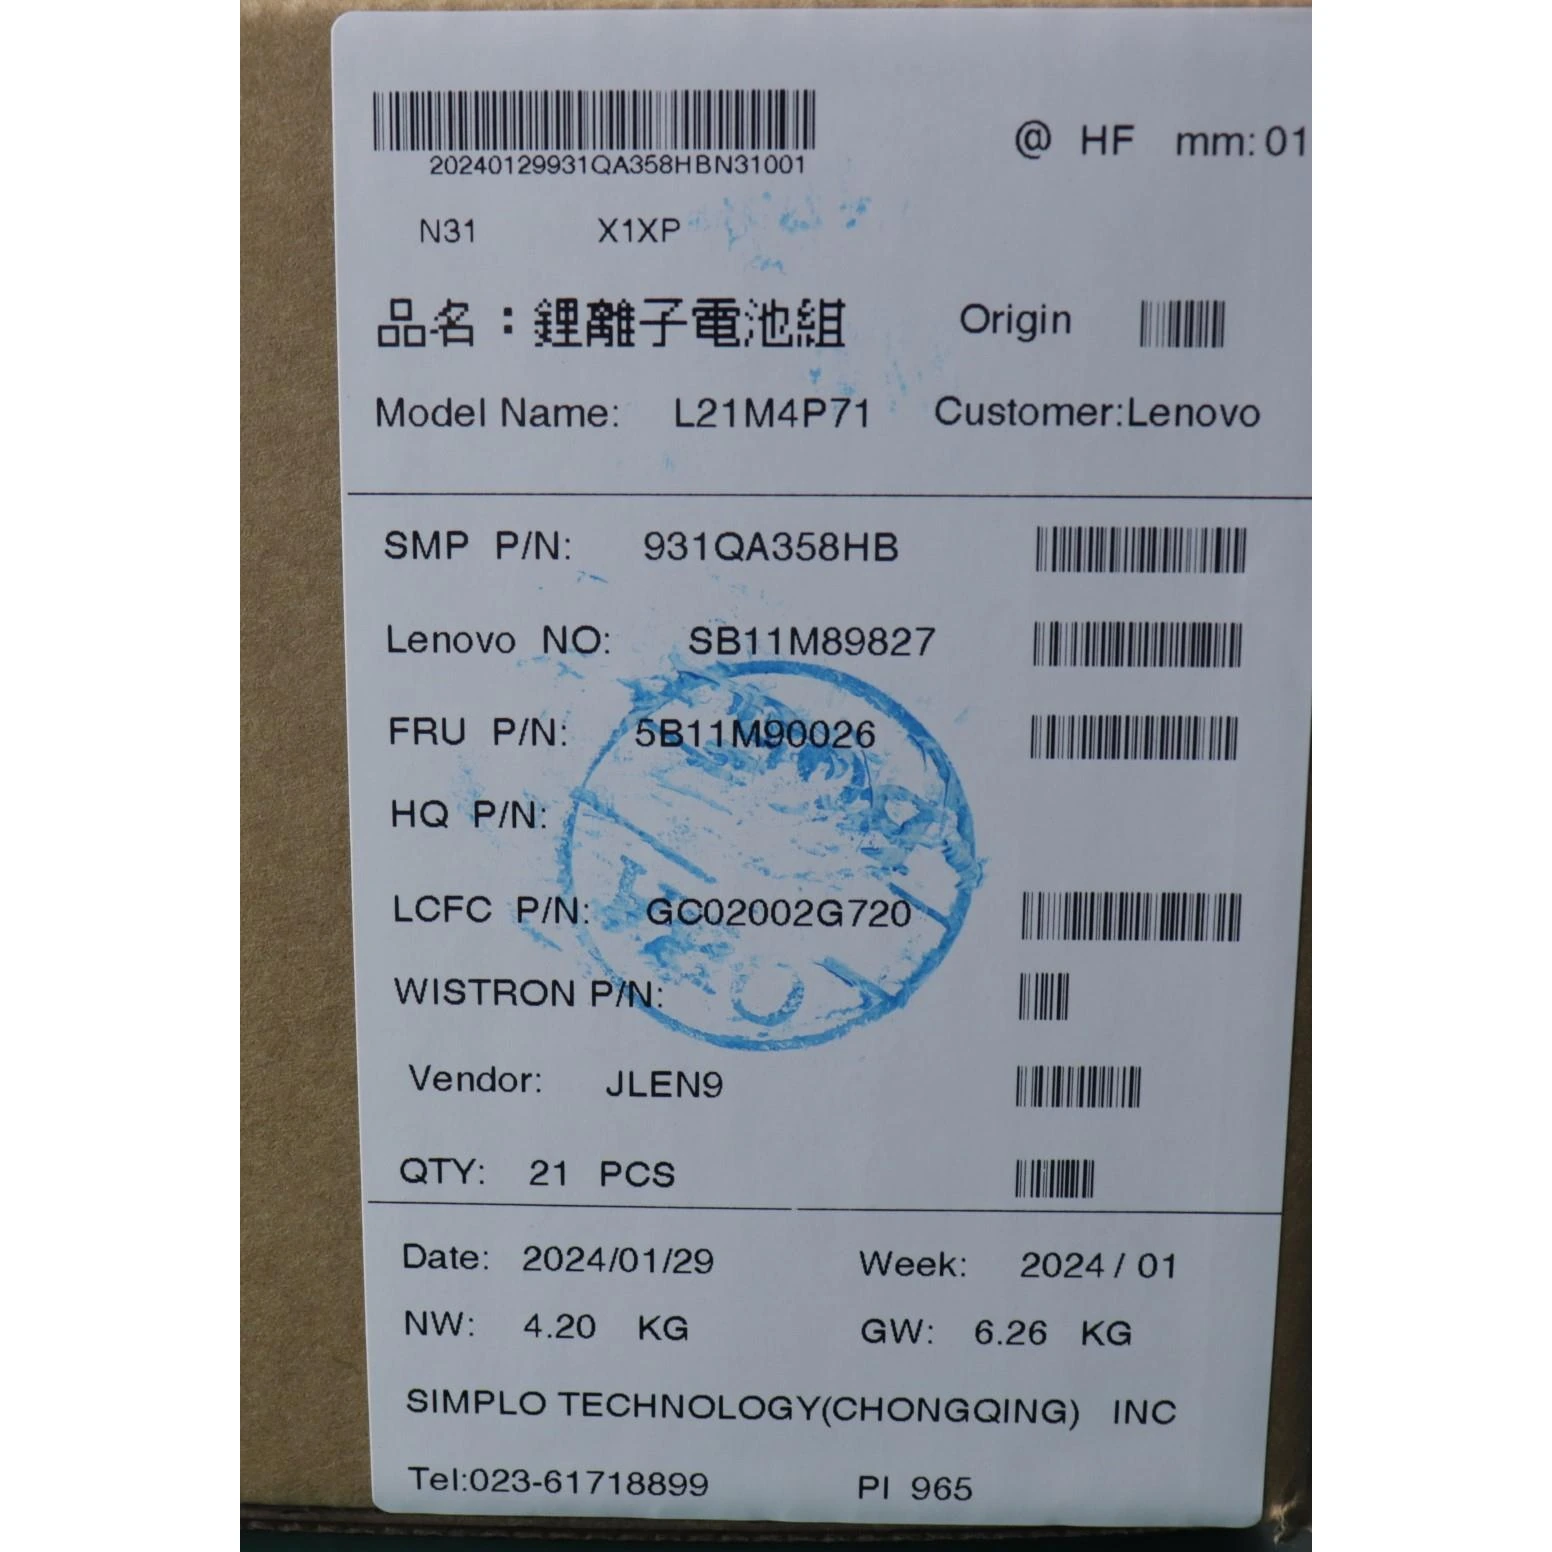 20240129931QA358HBN31001
@ HF mm:01
N31 X1XP
品名：鋰離子電池組 Origin
Model Name: L21M4P71 Customer:Lenovo
SMP P/N: 931QA358HB
Lenovo NO: SB11M89827
FRU P/N: 5B11M90026
HQ P/N:
LCFC P/N: GC02002G720
WISTRON P/N:
Vendor: JLEN9
QTY: 21 PCS
Date: 2024/01/29 Week: 2024 / 01
NW: 4.20 KG GW: 6.26 KG
SIMPLO TECHNOLOGY(CHONGQING) INC
Tel:023-61718899 PI 965